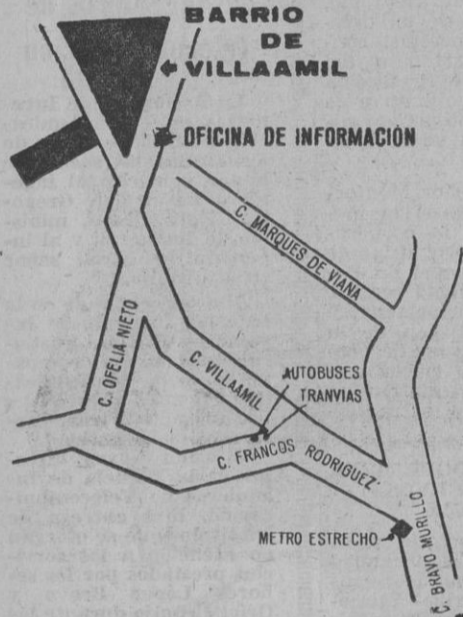 BARRIO
DE
VILLAAMIL
OFICINA DE INFORMACIÓN
C. MARQUES DE VIANA
C. OFELIA NIETO
C. VILLAAMIL
AUTOBUSES
TRANVIAS
C. FRANCOS RODRIGUEZ
METRO ESTRECHO
C. BRAVO MURILLO